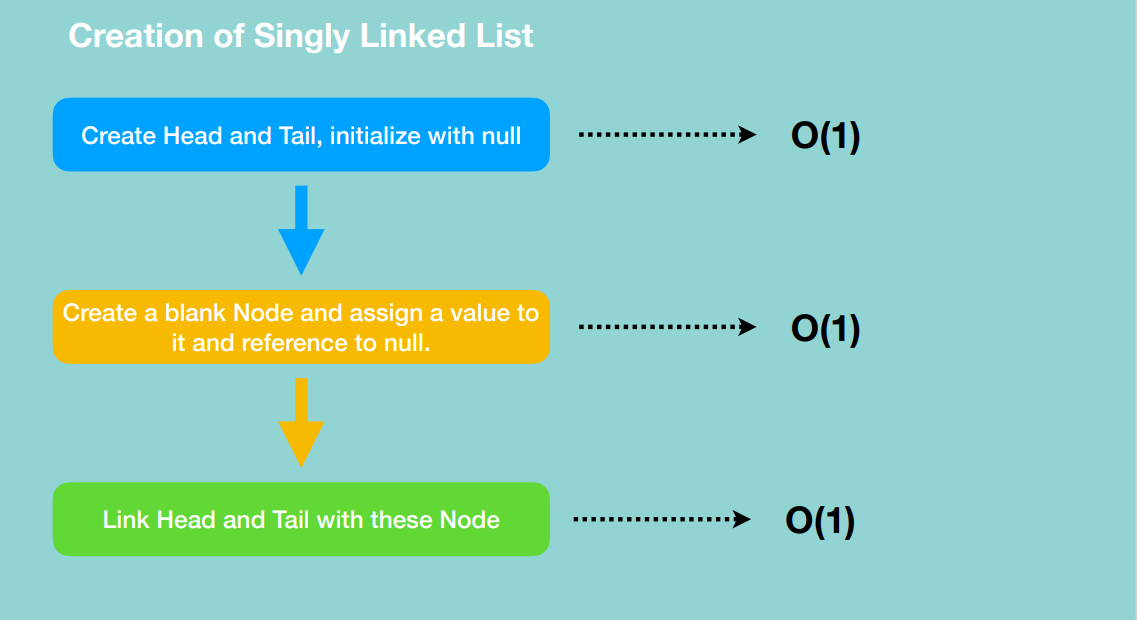 Creation of Singly Linked List
Create Head and Tail, initialize with null
O(1)
Create a blank Node and assign a value to
it and reference to null.
O(1)
Link Head and Tail with these Node
O(1)